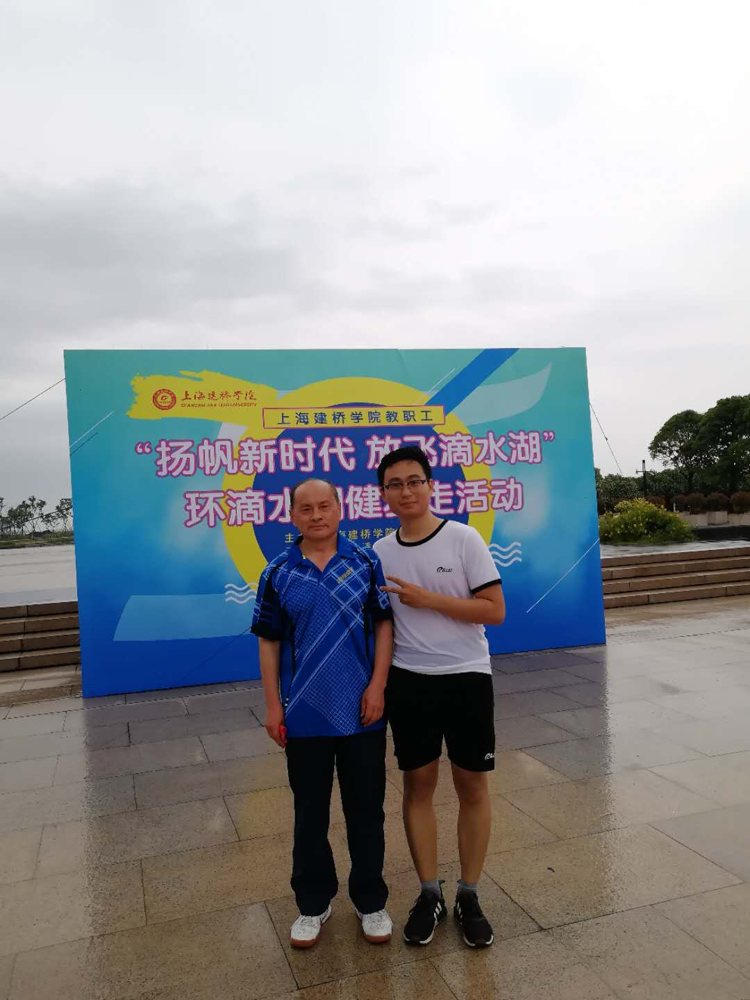 上海建桥学院
SHANGHAI JIAN QIAO UNIVERSITY
上海建桥学院教职工
“扬帆新时代 放飞滴水湖”
环滴水 健 走活动
主 海建桥学院